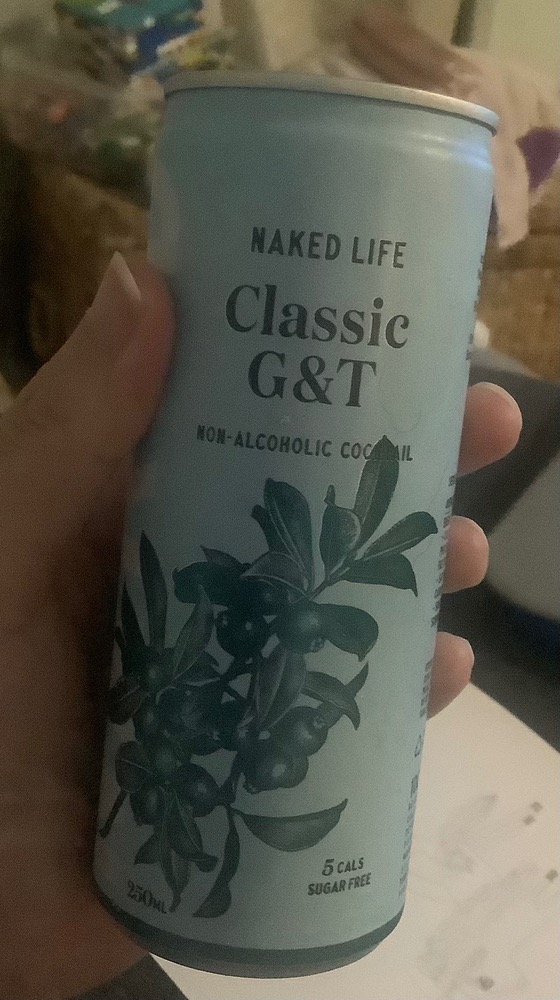 NAKED LIFE
Classic
G&T
NON-ALCOHOLIC COCKTAIL
5 CALS
SUGAR FREE
250ML